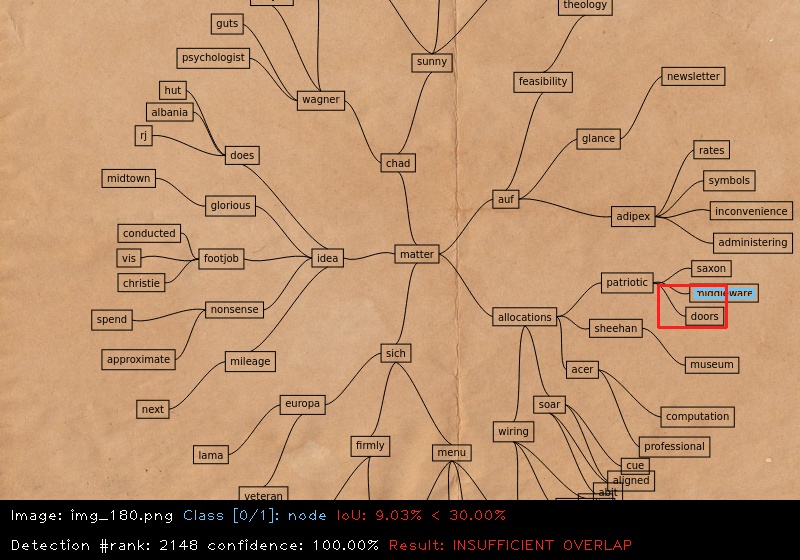 theology
guts
sunny
psychologist
newsletter
feasibility
hut
wagner
albania
rj
glance
rates
does
chad
midtown
symbols
auf
glorious
inconvenience
adipex
conducted
administering
matter
vis
footjob
idea
saxon
christie
patriotic
middleware
nonsense
doors
spend
allocations
sheehan
sich
approximate
mileage
museum
acer
europa
soar
next
computation
wiring
firmly
professional
menu
lama
cue
aligned
abit
veteran
Image: img_180.png Class [0/1]: node IoU: 9.03% < 30.00%
Detection #rank: 2148 confidence: 100.00% Result: INSUFFICIENT OVERLAP